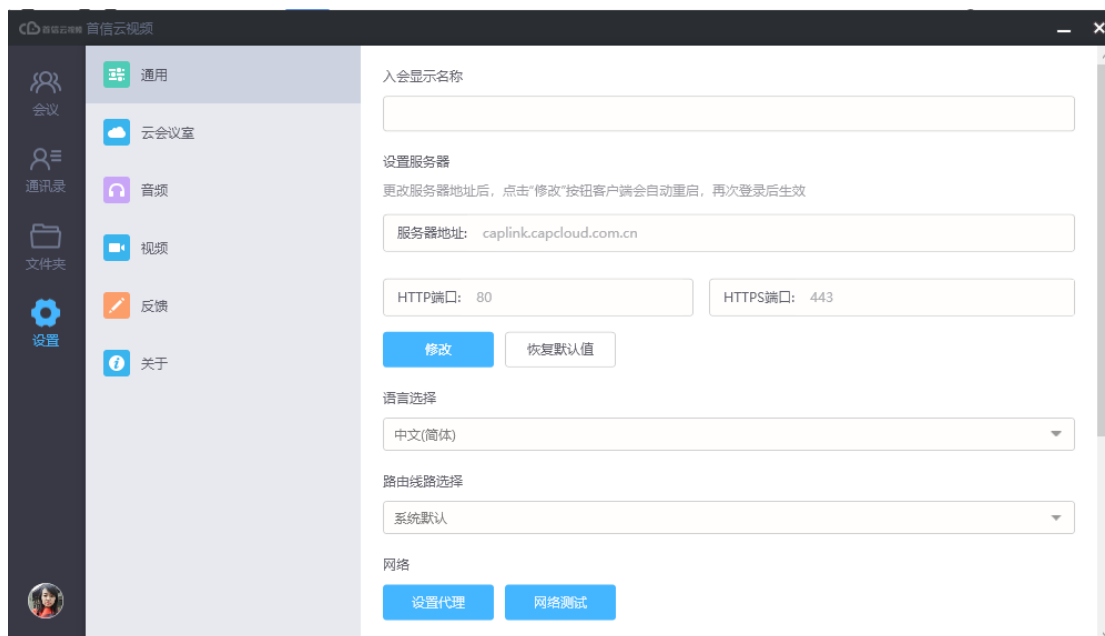 首信云视频 首信云视频
会议
通讯录
文件夹
设置
通用
云会议室
音频
视频
反馈
关于
入会显示名称
设置服务器
更改服务器地址后，点击“修改”按钮客户端会自动重启，再次登录后生效
服务器地址: caplink.capcloud.com.cn
HTTP端口: 80
HTTPS端口: 443
修改
恢复默认值
语言选择
中文(简体)
路由线路选择
系统默认
网络
设置代理
网络测试